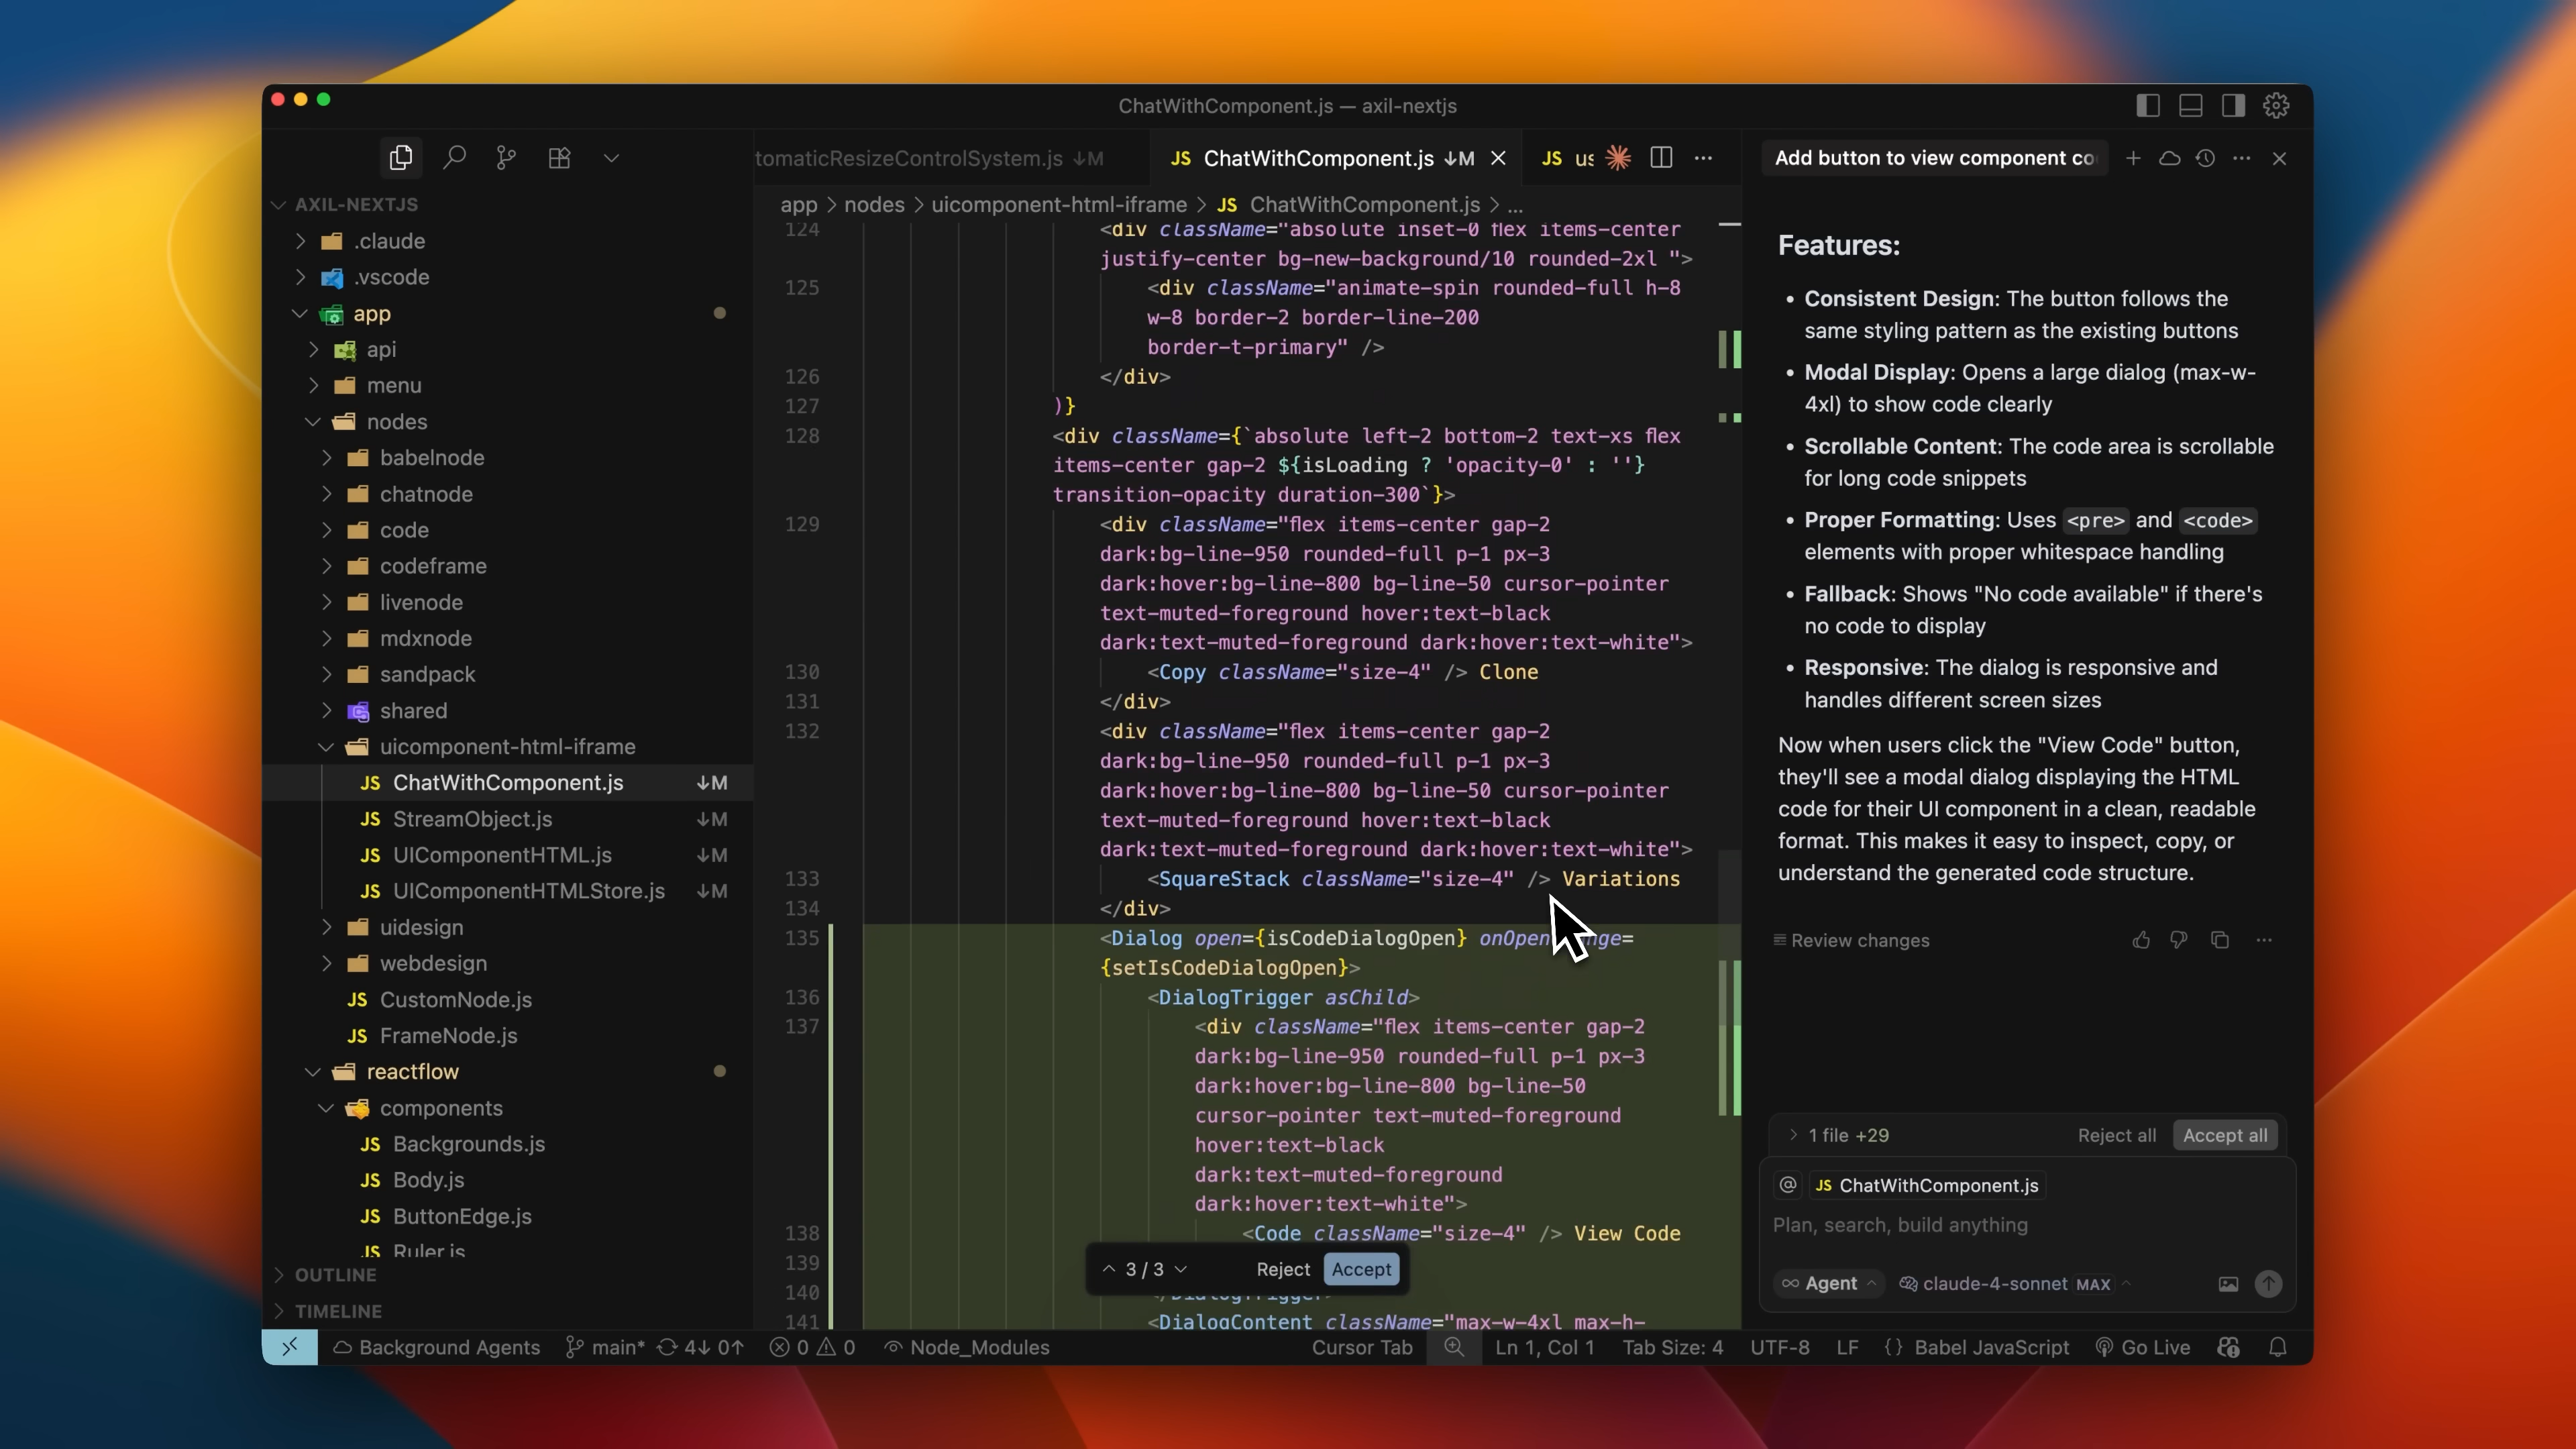 ChatWithComponent.js — axil-nextjs
AXIL-NEXTJS
.claude
.vscode
app
api
menu
nodes
babelnode
chatnode
code
codeframe
livenode
mdxnode
sandpack
shared
uicomponent-html-iframe
ChatWithComponent.js ↓M
StreamObject.js ↓M
UIComponentHTML.js ↓M
UIComponentHTMLStore.js ↓M
uidesign
webdesign
CustomNode.js
FrameNode.js
reactflow
components
Backgrounds.js
Body.js
ButtonEdge.js
Ruler.js
OUTLINE
TIMELINE
tomaticResizeControlSystem.js ↓M
JS ChatWithComponent.js ↓M
JS us
app > nodes > uicomponent-html-iframe > JS ChatWithComponent.js > ...
124 <div className="absolute inset-0 flex items-center
justify-center bg-new-background/10 rounded-2xl ">
125 <div className="animate-spin rounded-full h-8
w-8 border-2 border-line-200
border-t-primary" />
126 </div>
127 )}
128 <div className={`absolute left-2 bottom-2 text-xs flex
items-center gap-2 ${isLoading ? 'opacity-0' : ''}
transition-opacity duration-300`}>
129 <div className="flex items-center gap-2
dark:bg-line-950 rounded-full p-1 px-3
dark:hover:bg-line-800 bg-line-50 cursor-pointer
text-muted-foreground hover:text-black
dark:text-muted-foreground dark:hover:text-white">
130 <Copy className="size-4" /> Clone
131 </div>
132 <div className="flex items-center gap-2
dark:bg-line-950 rounded-full p-1 px-3
dark:hover:bg-line-800 bg-line-50 cursor-pointer
text-muted-foreground hover:text-black
dark:text-muted-foreground dark:hover:text-white">
133 <SquareStack className="size-4" /> Variations
134 </div>
135 <Dialog open={isCodeDialogOpen} onOpen nge=
{setIsCodeDialogOpen}>
136 <DialogTrigger asChild>
137 <div className="flex items-center gap-2
dark:bg-line-950 rounded-full p-1 px-3
dark:hover:bg-line-800 bg-line-50
cursor-pointer text-muted-foreground
hover:text-black
dark:text-muted-foreground
dark:hover:text-white">
138 <Code className="size-4" /> View Code
139
140 </DialogTrigger>
141 <DialogContent className="max-w-4xl max-h-
3 / 3 Reject Accept
Add button to view component co
Features:
• Consistent Design: The button follows the
same styling pattern as the existing buttons
• Modal Display: Opens a large dialog (max-w-
4xl) to show code clearly
• Scrollable Content: The code area is scrollable
for long code snippets
• Proper Formatting: Uses <pre> and <code>
elements with proper whitespace handling
• Fallback: Shows "No code available" if there's
no code to display
• Responsive: The dialog is responsive and
handles different screen sizes
Now when users click the "View Code" button,
they'll see a modal dialog displaying the HTML
code for their UI component in a clean, readable
format. This makes it easy to inspect, copy, or
understand the generated code structure.
Review changes
1 file +29 Reject all Accept all
@ JS ChatWithComponent.js
Plan, search, build anything
∞ Agent claude-4-sonnet MAX
Background Agents main* 4↓ 0↑ 0 0 Node_Modules Cursor Tab Ln 1, Col 1 Tab Size: 4 UTF-8 LF {} Babel JavaScript Go Live